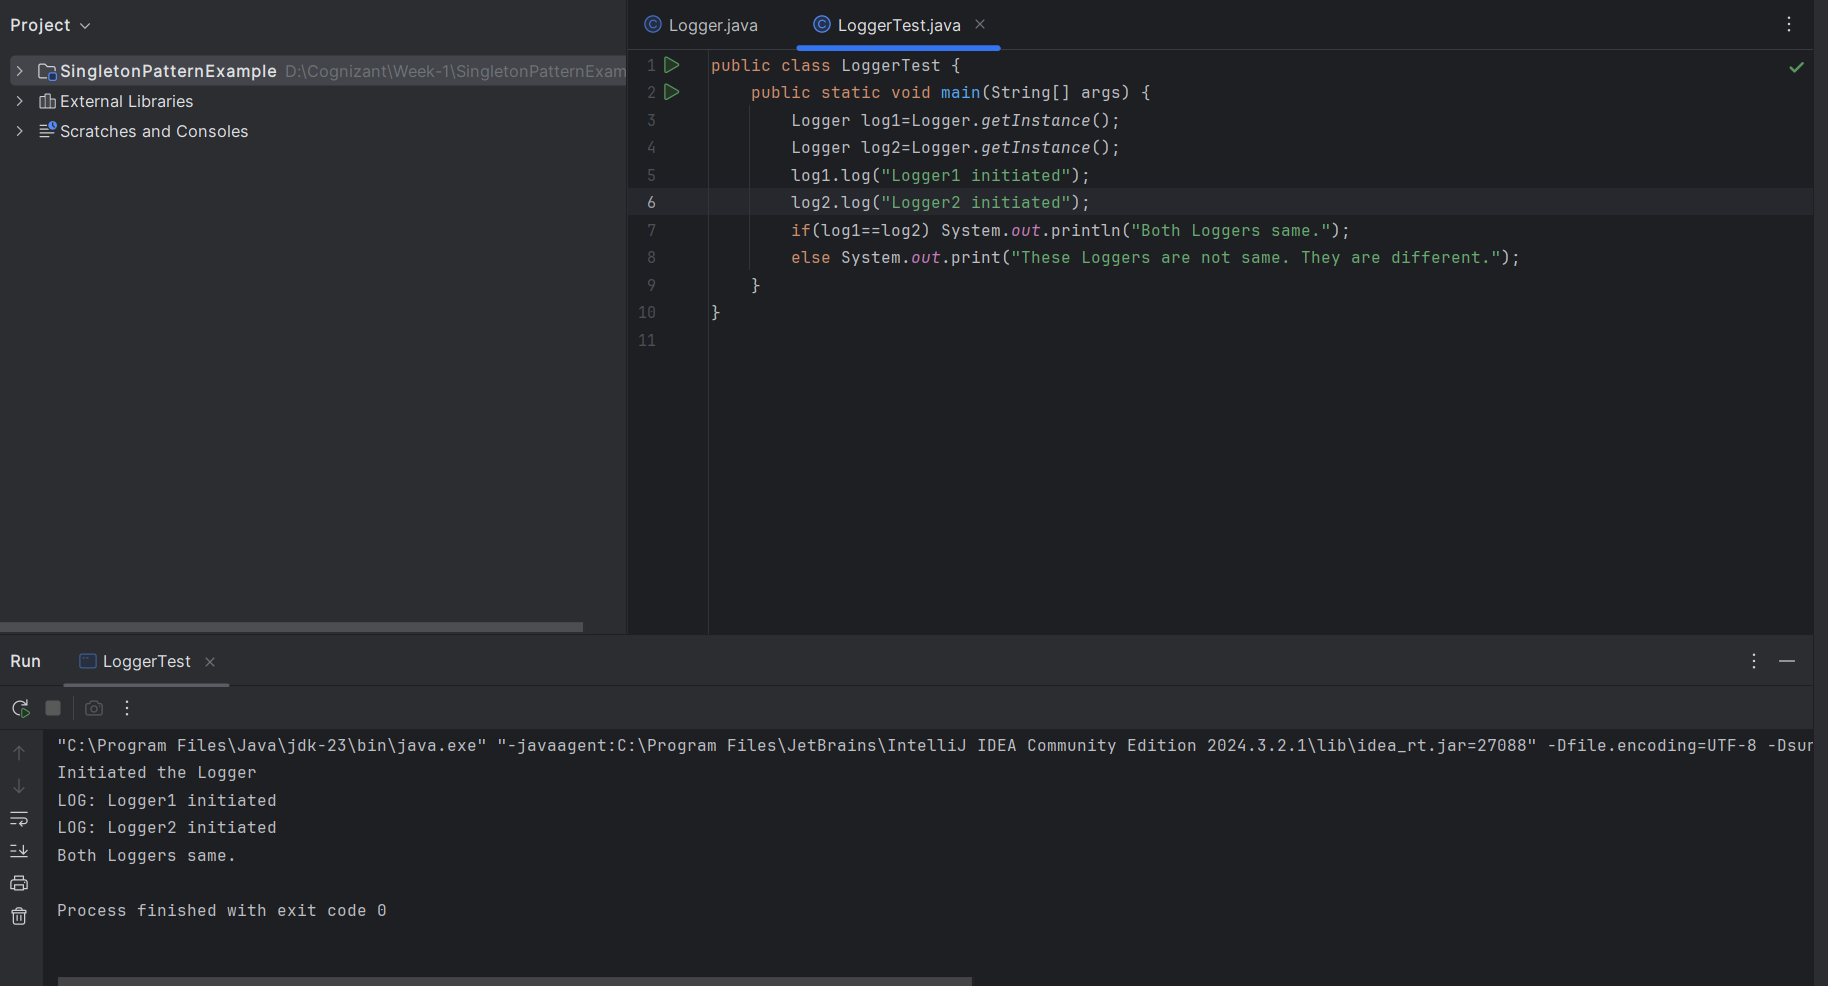 Project
SingletonPatternExample D:\Cognizant\Week-1\SingletonPatternExam
External Libraries
Scratches and Consoles
Logger.java LoggerTest.java
1 public class LoggerTest {
2 public static void main(String[] args) {
3 Logger log1=Logger.getInstance();
4 Logger log2=Logger.getInstance();
5 log1.log("Logger1 initiated");
6 log2.log("Logger2 initiated");
7 if(log1==log2) System.out.println("Both Loggers same.");
8 else System.out.print("These Loggers are not same. They are different.");
9 }
10 }
11
Run LoggerTest
"C:\Program Files\Java\jdk-23\bin\java.exe" "-javaagent:C:\Program Files\JetBrains\IntelliJ IDEA Community Edition 2024.3.2.1\lib\idea_rt.jar=27088" -Dfile.encoding=UTF-8 -Dsun
Initiated the Logger
LOG: Logger1 initiated
LOG: Logger2 initiated
Both Loggers same.
Process finished with exit code 0